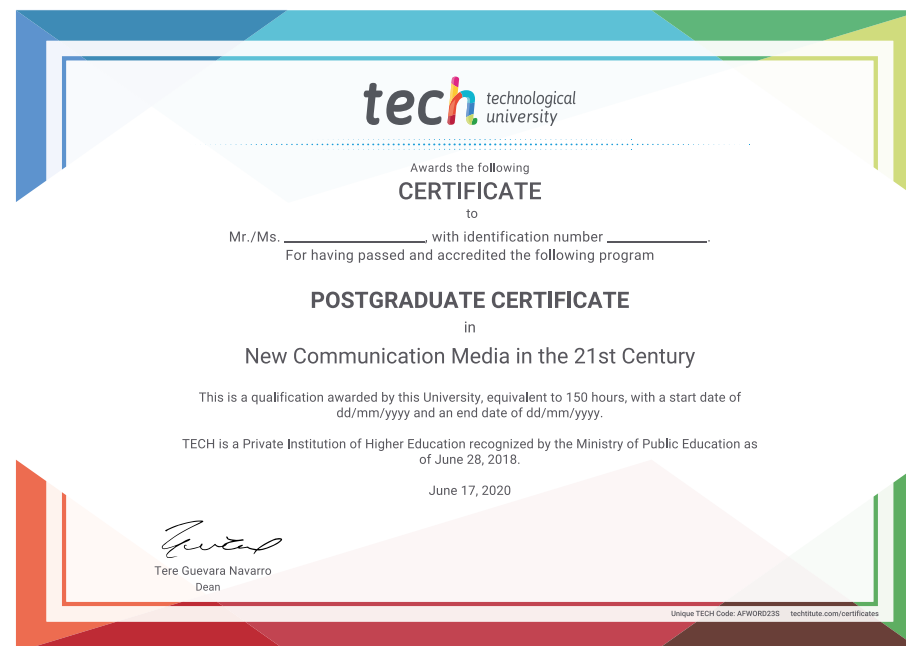 tech technological
university
Awards the following
CERTIFICATE
to
Mr./Ms. ____________________, with identification number ______________.
For having passed and accredited the following program
POSTGRADUATE CERTIFICATE
in
New Communication Media in the 21st Century
This is a qualification awarded by this University, equivalent to 150 hours, with a start date of
dd/mm/yyyy and an end date of dd/mm/yyyy.
TECH is a Private Institution of Higher Education recognized by the Ministry of Public Education as
of June 28, 2018.
June 17, 2020
Tere Guevara Navarro
Dean
Unique TECH Code: AFWORD23S techtitute.com/certificates